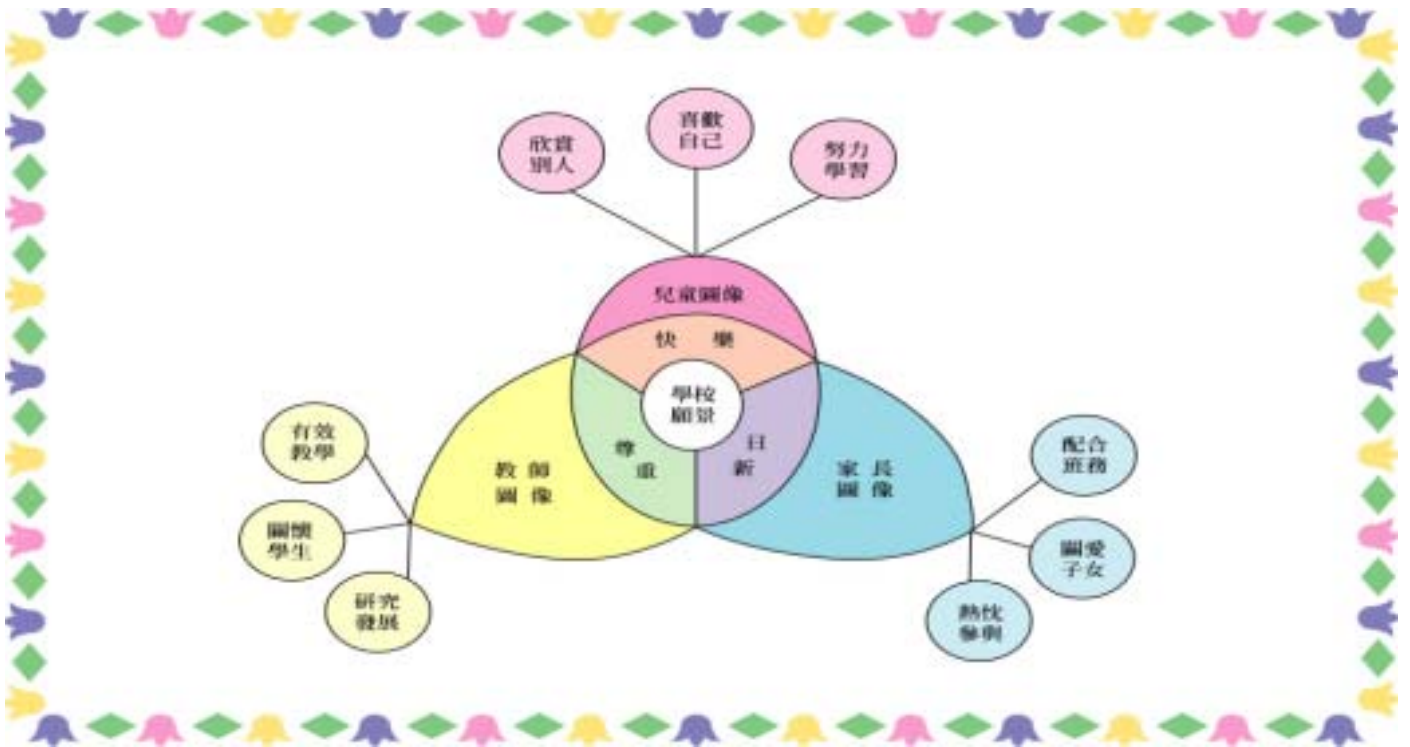 喜歡
自己
欣賞
別人
努力
學習
兒童圖像
快樂
學校
願景
尊重
日新
教師
圖像
家長
圖像
有效
教學
關懷
學生
研究
發展
配合
班務
關愛
子女
熱忱
參與